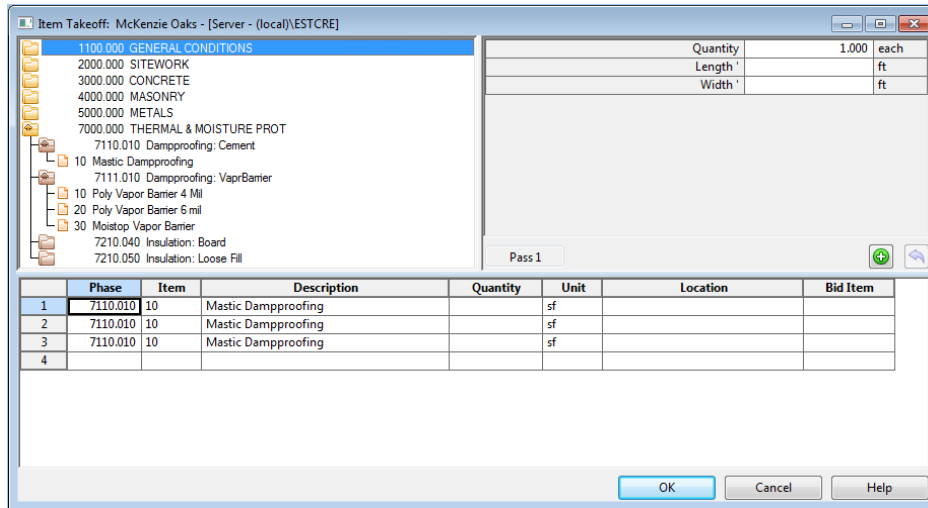 Item Takeoff: McKenzie Oaks - [Server - (local)\ESTCRE]
1100.000 GENERAL CONDITIONS
2000.000 SITEWORK
3000.000 CONCRETE
4000.000 MASONRY
5000.000 METALS
7000.000 THERMAL & MOISTURE PROT
7110.010 Dampproofing: Cement
10 Mastic Dampproofing
7111.010 Dampproofing: VaprBarrier
10 Poly Vapor Barrier 4 Mil
20 Poly Vapor Barrier 6 mil
30 Moistop Vapor Barrier
7210.040 Insulation: Board
7210.050 Insulation: Loose Fill
Quantity 1.000 each
Length ' ft
Width ' ft
Pass 1
Phase Item Description Quantity Unit Location Bid Item
1 7110.010 10 Mastic Dampproofing sf
2 7110.010 10 Mastic Dampproofing sf
3 7110.010 10 Mastic Dampproofing sf
4
OK Cancel Help